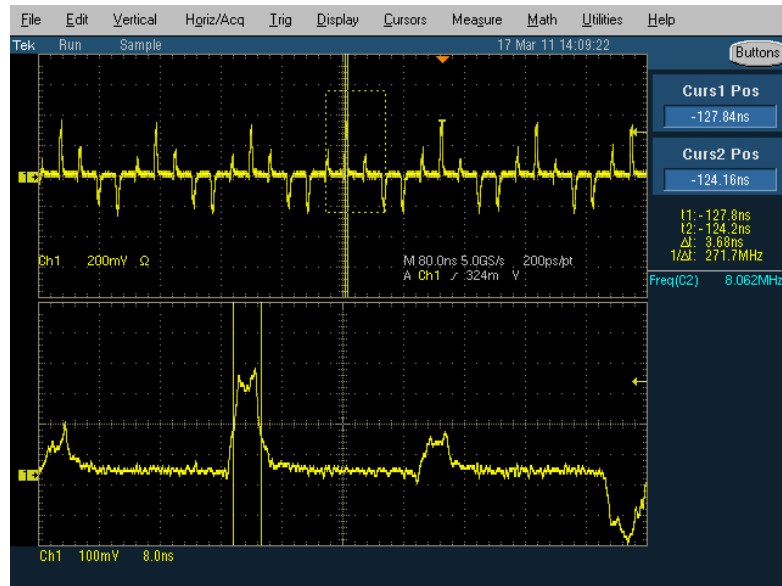 File Edit Vertical Horiz/Acq Trig Display Cursors Measure Math Utilities Help
Tek Run Sample 17 Mar 11 14:09:22
Buttons
Curs1 Pos
-127.84ns
Curs2 Pos
-124.16ns
t1:-127.8ns
t2:-124.2ns
Δt: 3.68ns
1/Δt: 271.7MHz
Freq(C2) 8.062MHz
1
Ch1 200mV Ω M 80.0ns 5.0GS/s 200ps/pt
A Ch1 324m V
1
Ch1 100mV 8.0ns